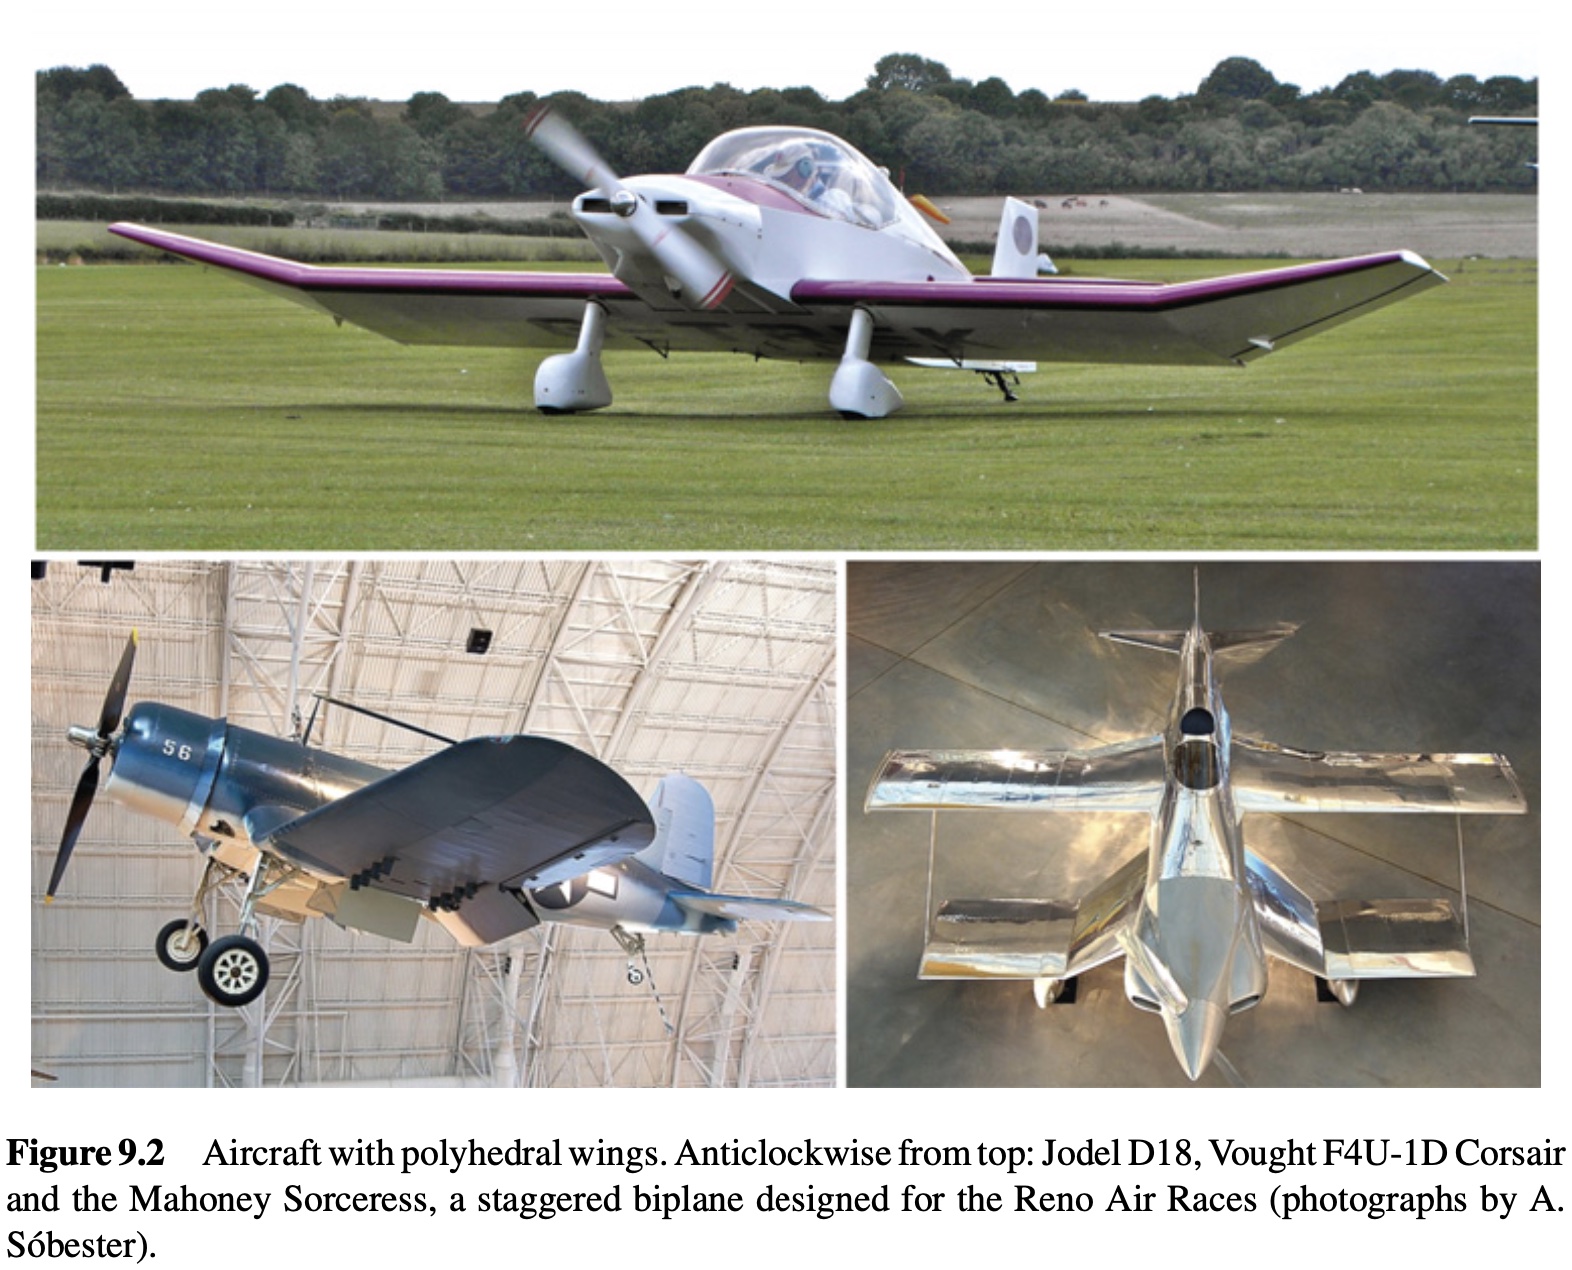 56
Figure 9.2 Aircraft with polyhedral wings. Anticlockwise from top: Jodel D18, Vought F4U-1D Corsair
and the Mahoney Sorceress, a staggered biplane designed for the Reno Air Races (photographs by A.
Sóbester).